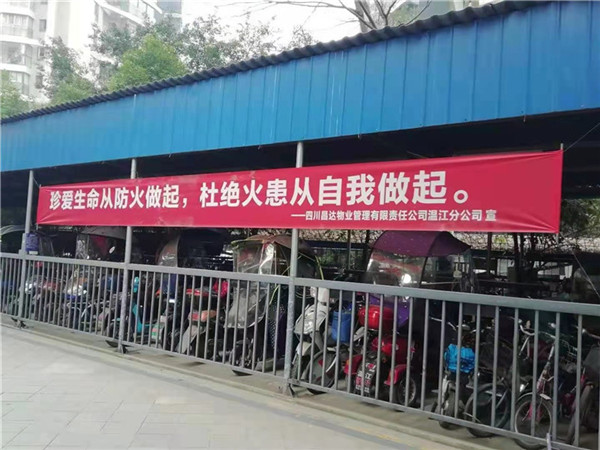 珍爱生命从防火做起，杜绝火患从自我做起。
——四川昌达物业管理有限责任公司温江分公司 宣